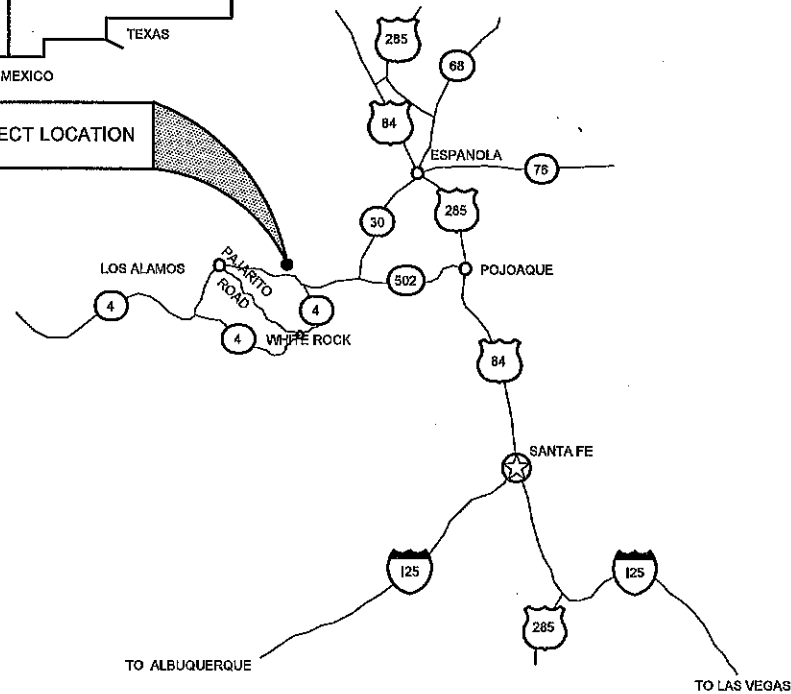 TEXAS
MEXICO
ECT LOCATION
285
68
84
ESPANOLA
76
30
285
LOS ALAMOS
PAJARITO
ROAD
502
POJOAQUE
4
4
4
WHITE ROCK
84
SANTA FE
I25
I25
285
TO ALBUQUERQUE
TO LAS VEGAS